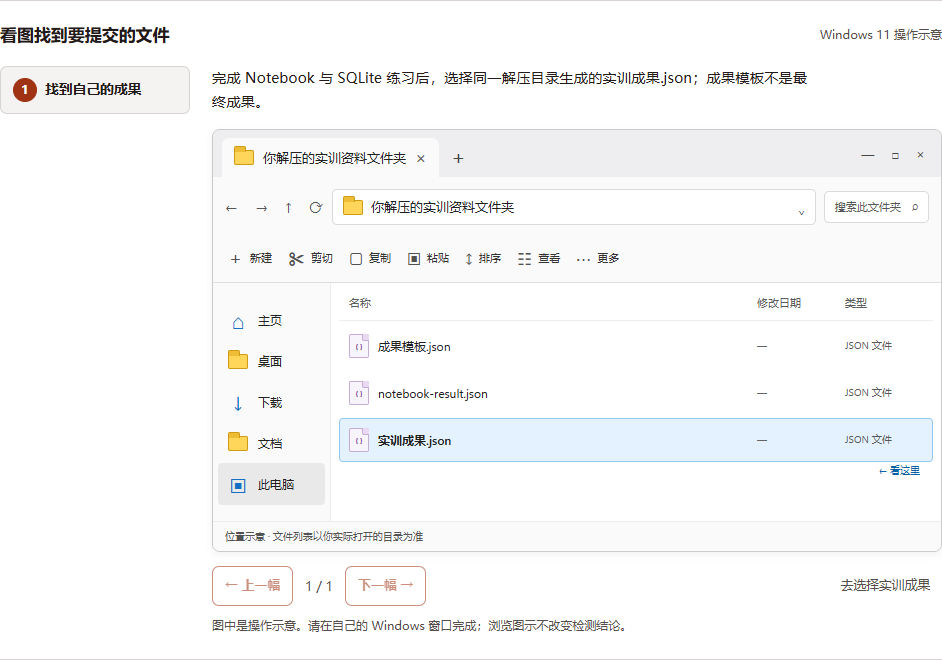 看图找到要提交的文件
Windows 11 操作示意
1 找到自己的成果
完成 Notebook 与 SQLite 练习后，选择同一解压目录生成的实训成果.json；成果模板不是最
终成果。
你解压的实训资料文件夹 × +
— □ ×
← → ↑ ⟳ 你解压的实训资料文件夹
搜索此文件夹 ⌕
+ 新建 剪切 复制 粘贴 ↕ 排序 查看 … 更多
主页
桌面
↓ 下载
文档
此电脑
名称 修改日期 类型
成果模板.json — JSON 文件
notebook-result.json — JSON 文件
实训成果.json — JSON 文件
← 看这里
位置示意 · 文件列表以你实际打开的目录为准
← 上一幅 1 / 1 下一幅 →
去选择实训成果
图中是操作示意。请在自己的 Windows 窗口完成；浏览图示不改变检测结论。